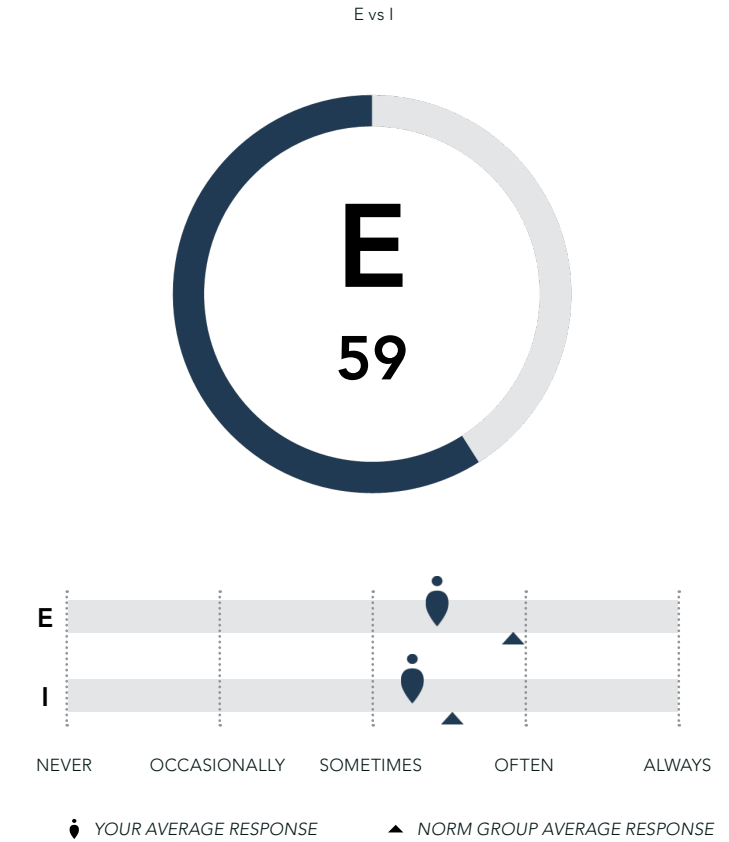 E vs I
E
59
E
I
NEVER OCCASIONALLY SOMETIMES OFTEN ALWAYS
YOUR AVERAGE RESPONSE NORM GROUP AVERAGE RESPONSE